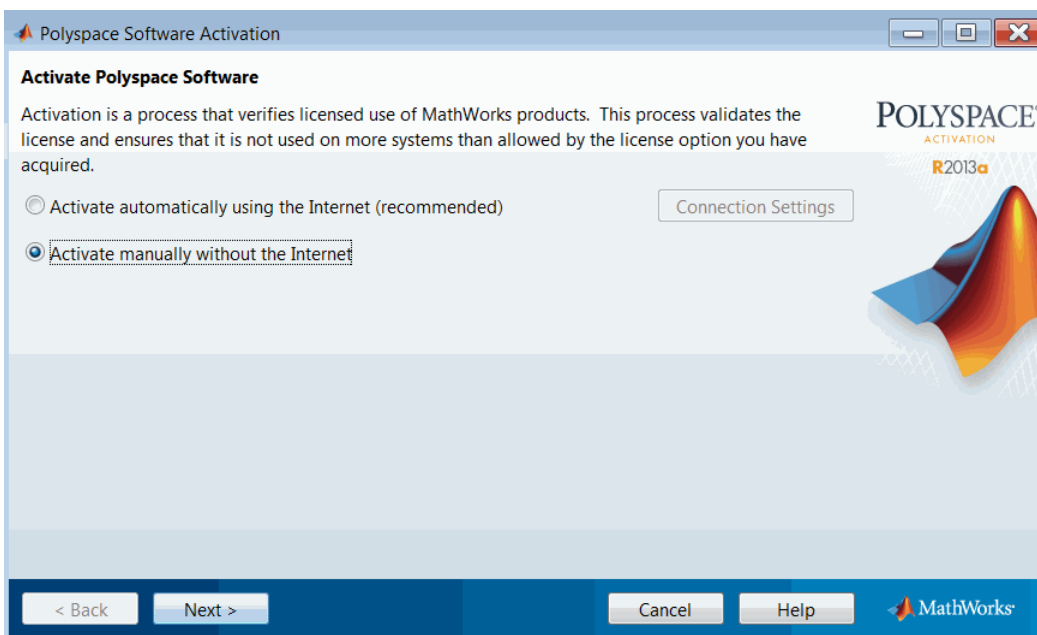 Polyspace Software Activation
Activate Polyspace Software
Activation is a process that verifies licensed use of MathWorks products. This process validates the
license and ensures that it is not used on more systems than allowed by the license option you have
acquired.
POLYSPACE
ACTIVATION
R2013a
Activate automatically using the Internet (recommended)
Connection Settings
Activate manually without the Internet
< Back
Next >
Cancel
Help
MathWorks